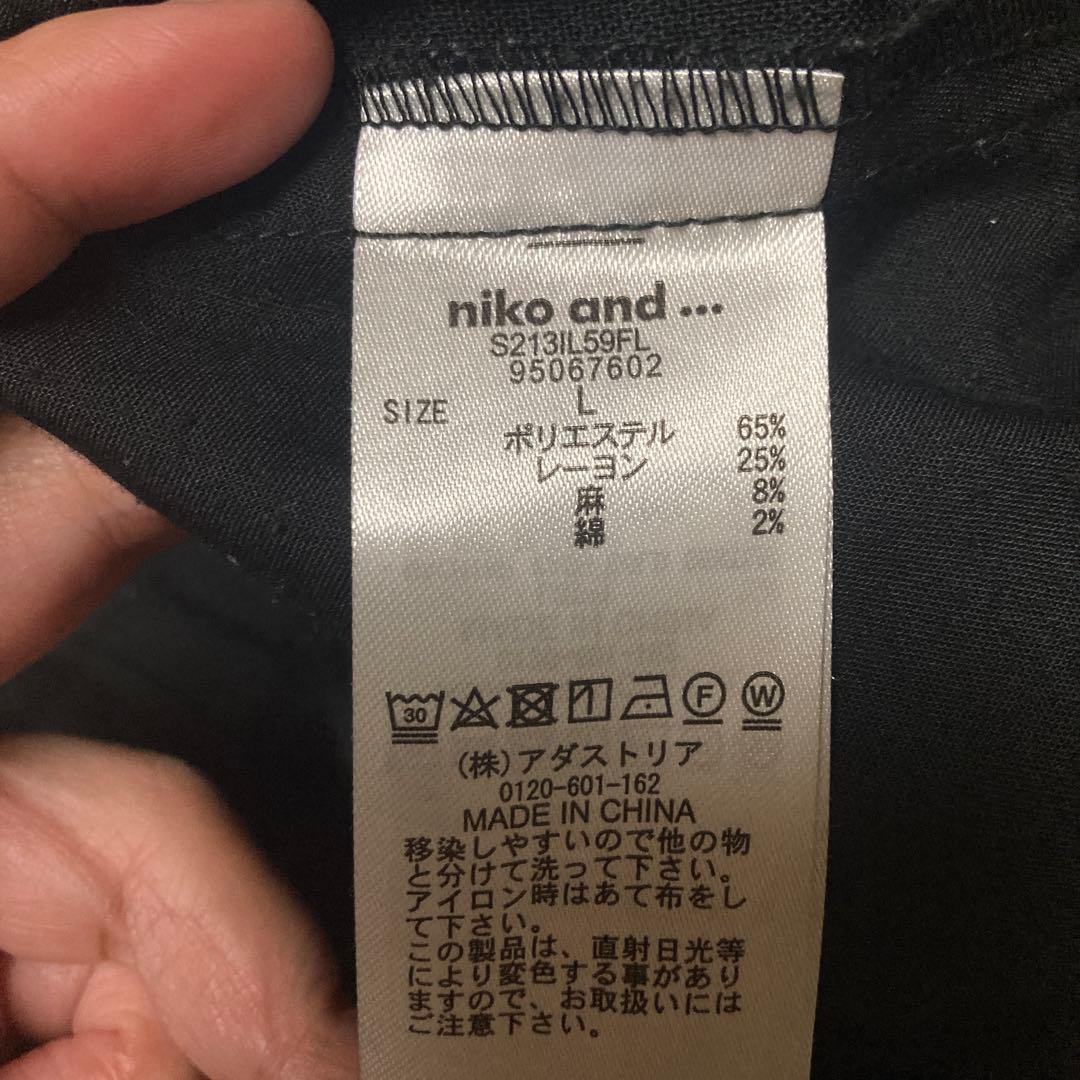 niko and ...
S213IL59FL
95067602
SIZE L
ポリエステル 65%
レーヨン 25%
麻 8%
綿 2%
30 F W
(株)アダストリア
0120-601-162
MADE IN CHINA
移染しやすいので他の物
と分けて洗って下さい。
アイロン時はあて布をし
て下さい。
この製品は、直射日光等
により変色する事があり
ますので、お取扱いには
ご注意下さい。